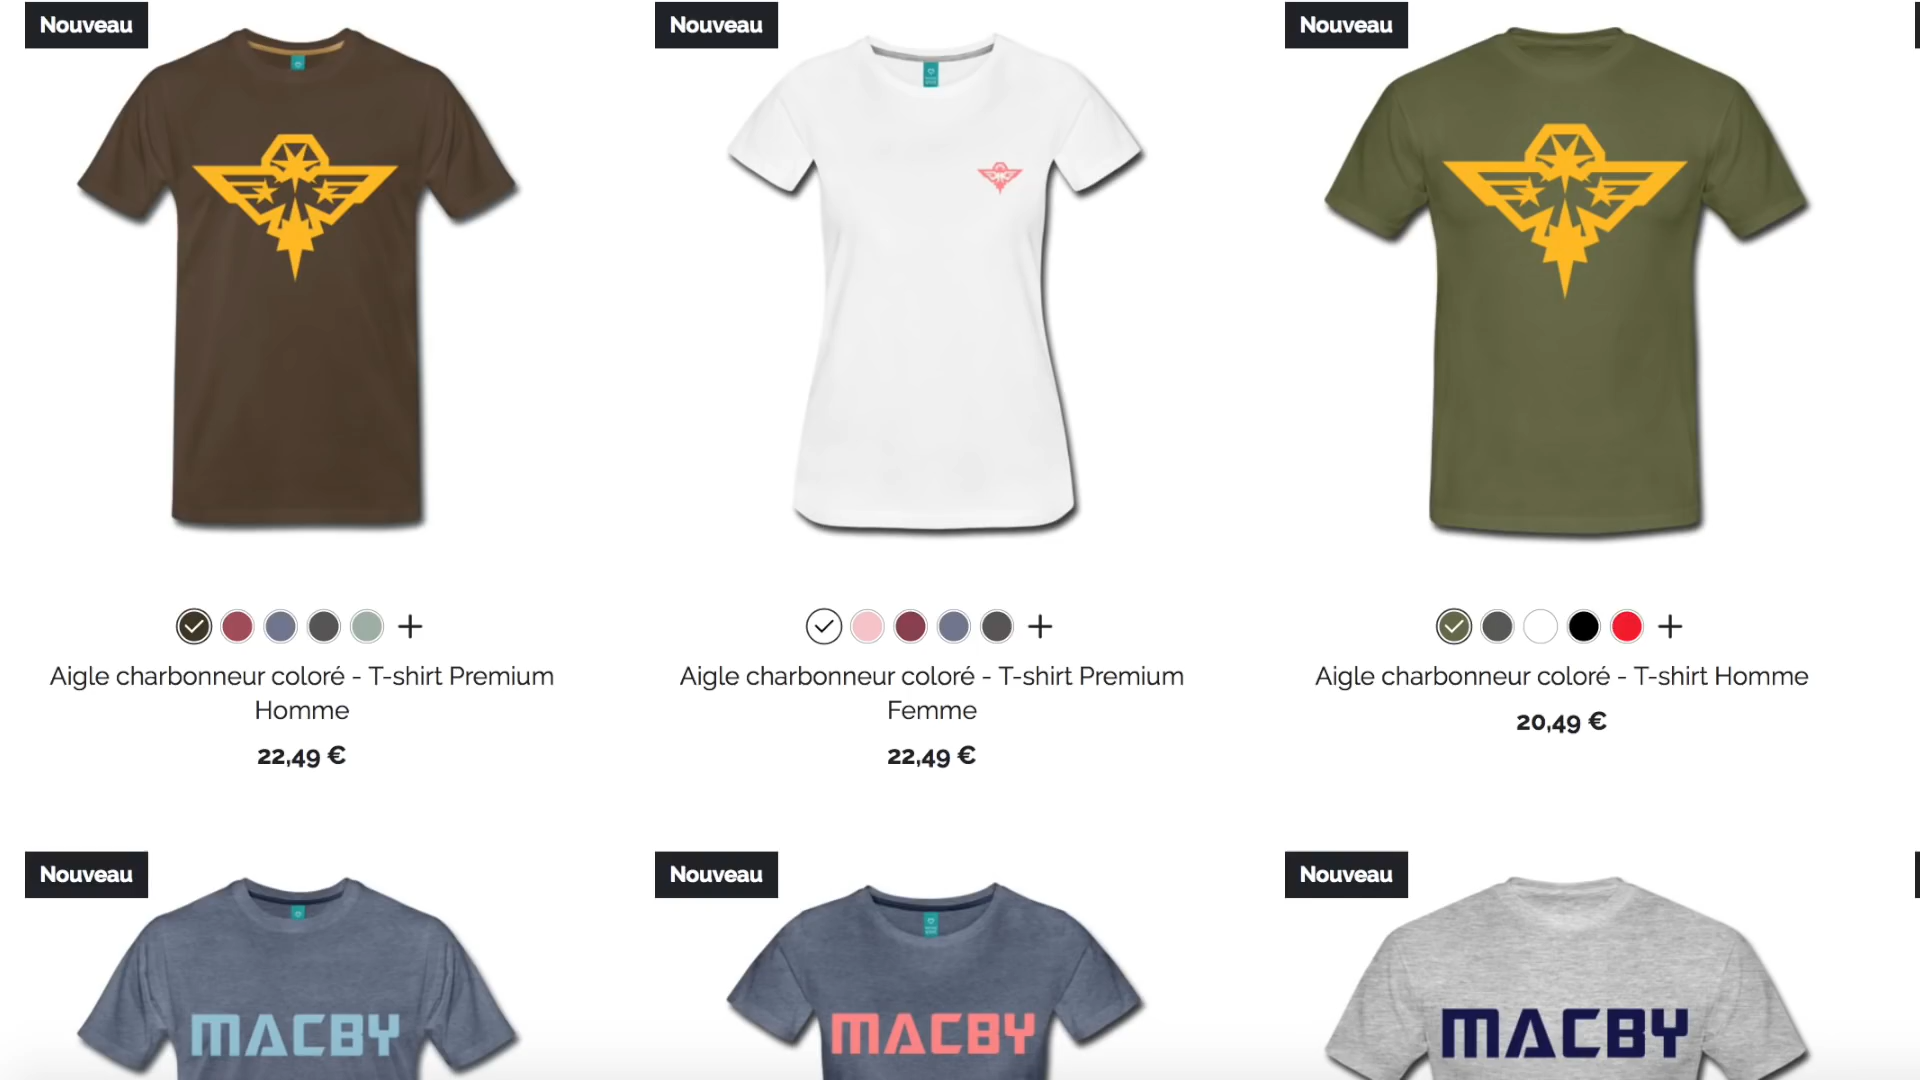 Nouveau
Nouveau
Nouveau
Aigle charbonneur coloré - T-shirt Premium
Homme
22,49 €
Aigle charbonneur coloré - T-shirt Premium
Femme
22,49 €
Aigle charbonneur coloré - T-shirt Homme
20,49 €
Nouveau
Nouveau
Nouveau
MACBY
MACBY
MACBY